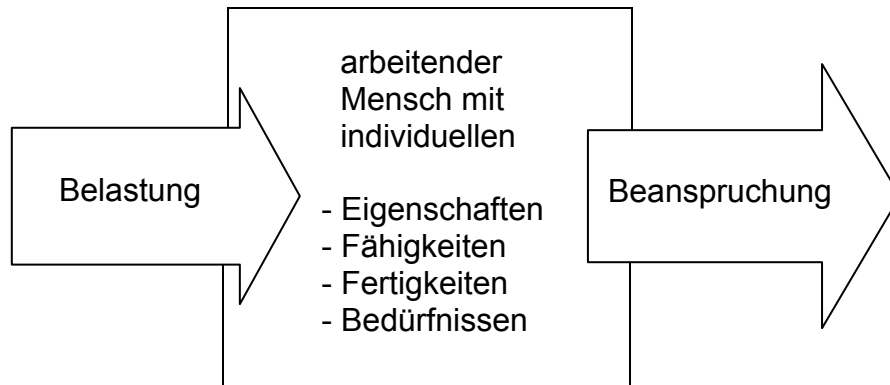 Belastung
arbeitender
Mensch mit
individuellen
- Eigenschaften
- Fähigkeiten
- Fertigkeiten
- Bedürfnissen
Beanspruchung